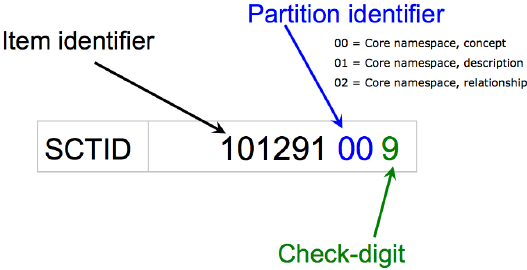 Partition identifier
Item identifier
00 = Core namespace, concept
01 = Core namespace, description
02 = Core namespace, relationship
SCTID 101291 00 9
Check-digit